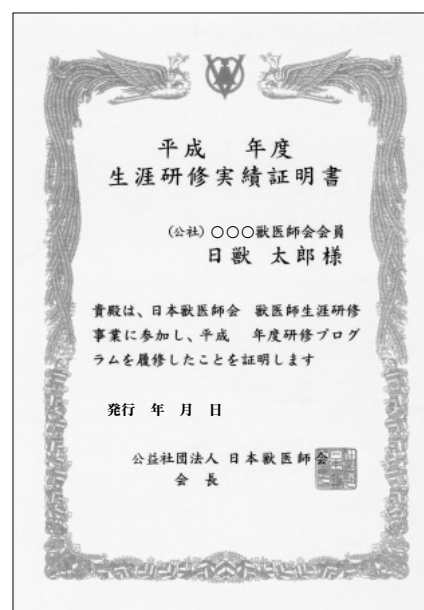 平成　　年度
生涯研修実績証明書
(公社) ○○○獣医師会会員
日獣 太郎様
貴殿は、日本獣医師会　獣医師生涯研修
事業に参加し、平成　　年度研修プログ
ラムを履修したことを証明します
発行　年　月　日
公益社団法人 日本獣医師会
会　長